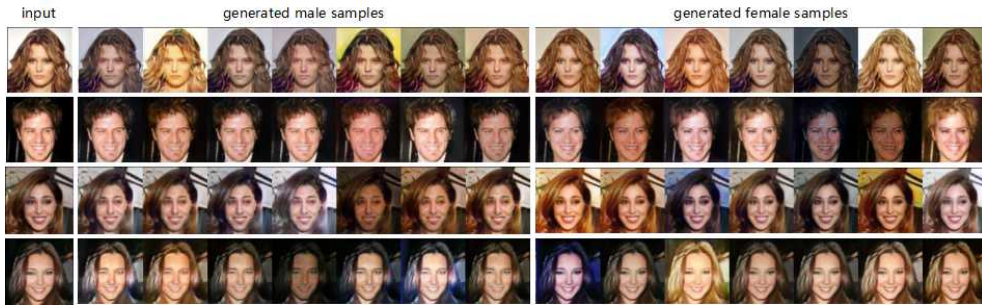 input
generated male samples
generated female samples